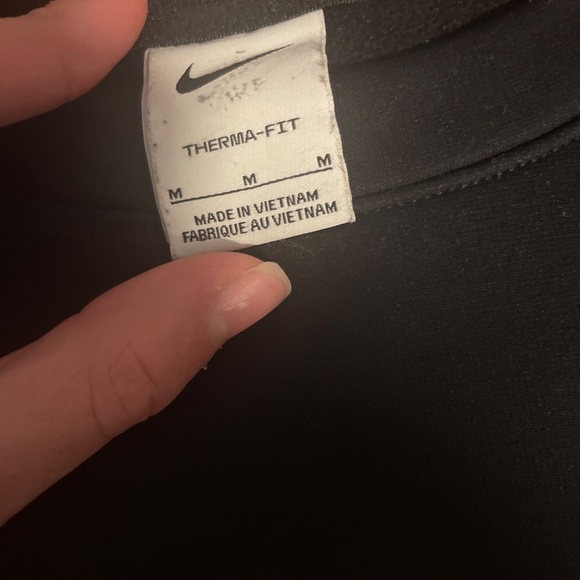 THERMA-FIT
M M M
MADE IN VIETNAM
FABRIQUE AU VIETNAM